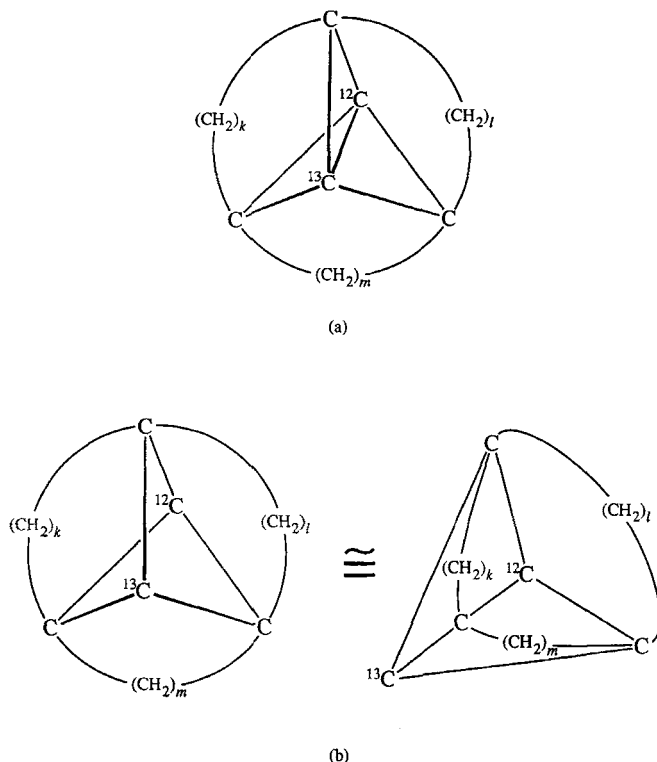 C
¹²C
(CH₂)ₖ
(CH₂)ₗ
¹³C
C
C
(CH₂)ₘ
(a)
C
C
(CH₂)ₗ
¹²C
(CH₂)ₖ
(CH₂)ₗ
≅
(CH₂)ₖ
¹²C
¹³C
C
C
C
(CH₂)ₘ
C
¹³C
(CH₂)ₘ
(b)